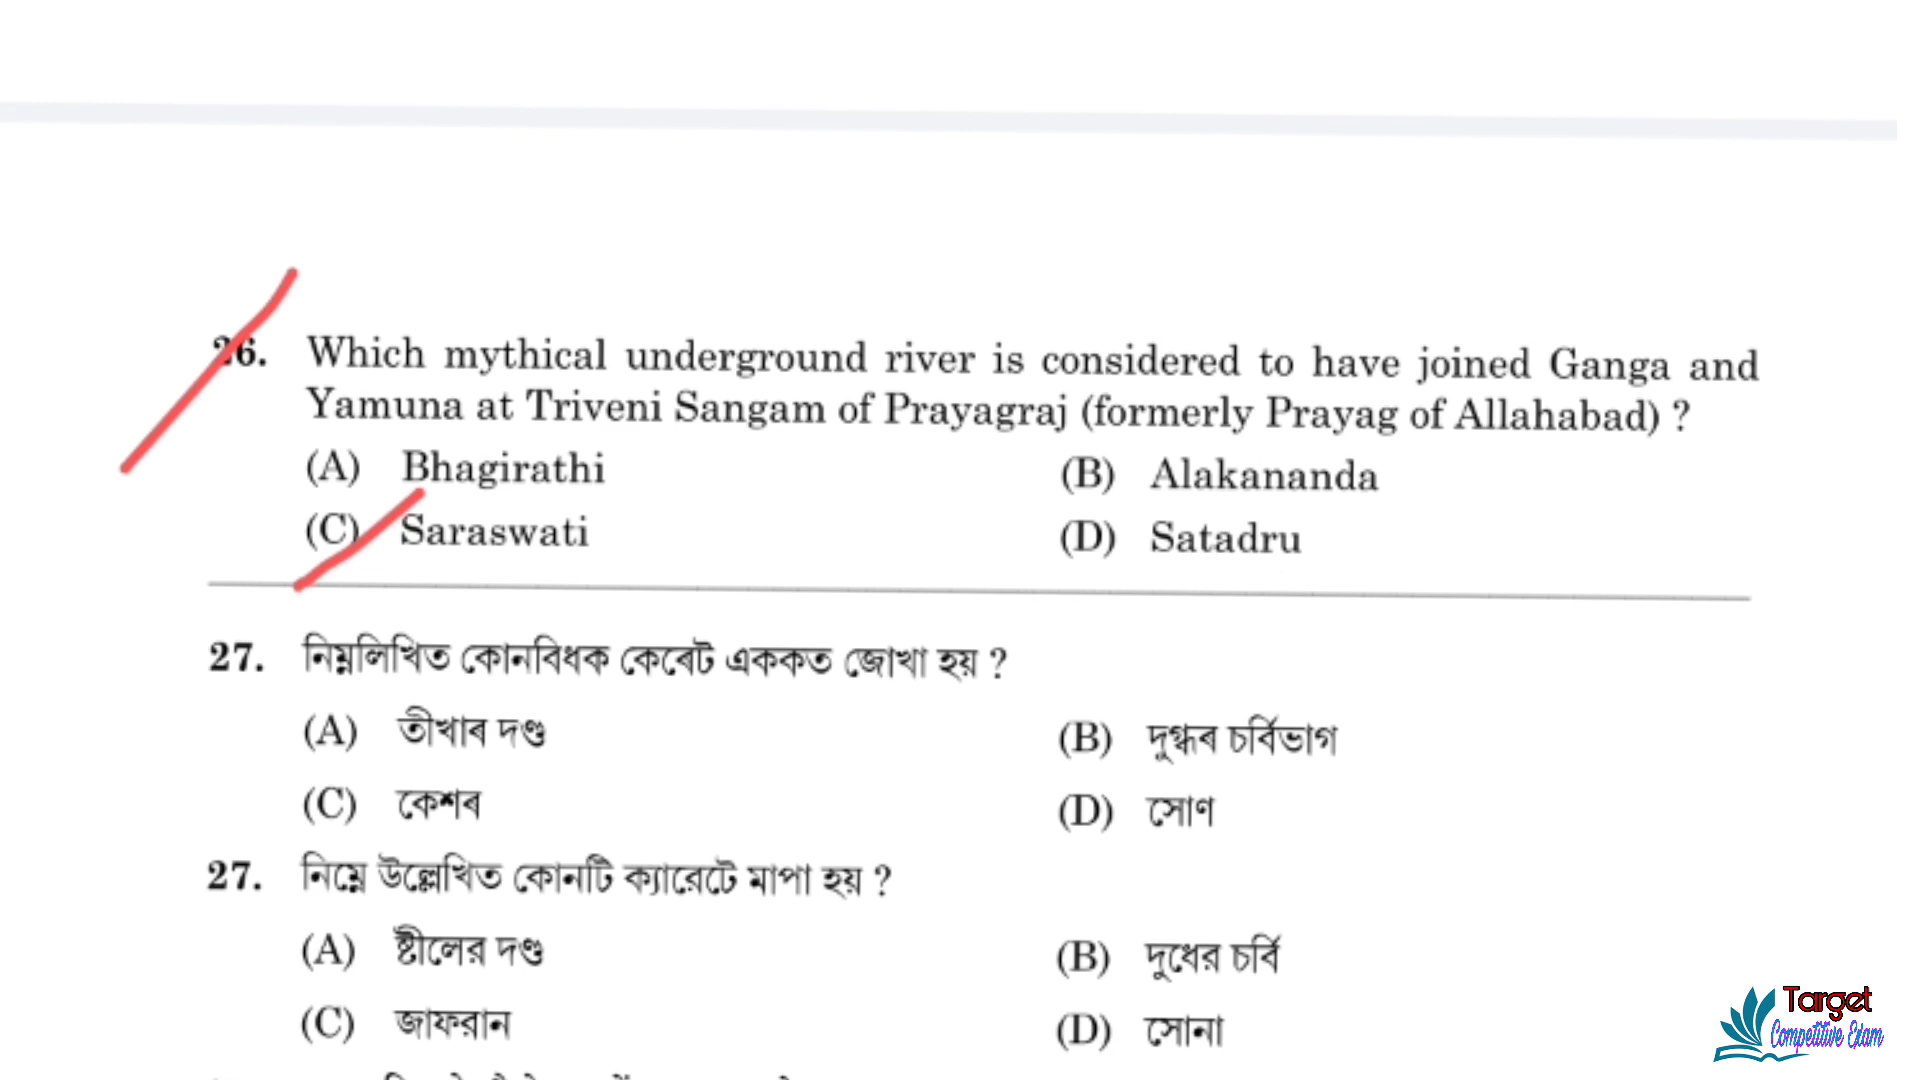 26. Which mythical underground river is considered to have joined Ganga and
Yamuna at Triveni Sangam of Prayagraj (formerly Prayag of Allahabad) ?
(A) Bhagirathi (B) Alakananda
(C) Saraswati (D) Satadru
27. নিম্নলিখিত কোনবিধক কেৰেট এককত জোখা হয় ?
(A) তীখাৰ দণ্ড (B) দুগ্ধৰ চৰ্বিভাগ
(C) কেশৰ (D) সোণ
27. নিম্নে উল্লেখিত কোনটি ক্যারেটে মাপা হয় ?
(A) ষ্টীলের দণ্ড (B) দুধের চর্বি
(C) জাফরান (D) সোনা
Target
Competitive Exam